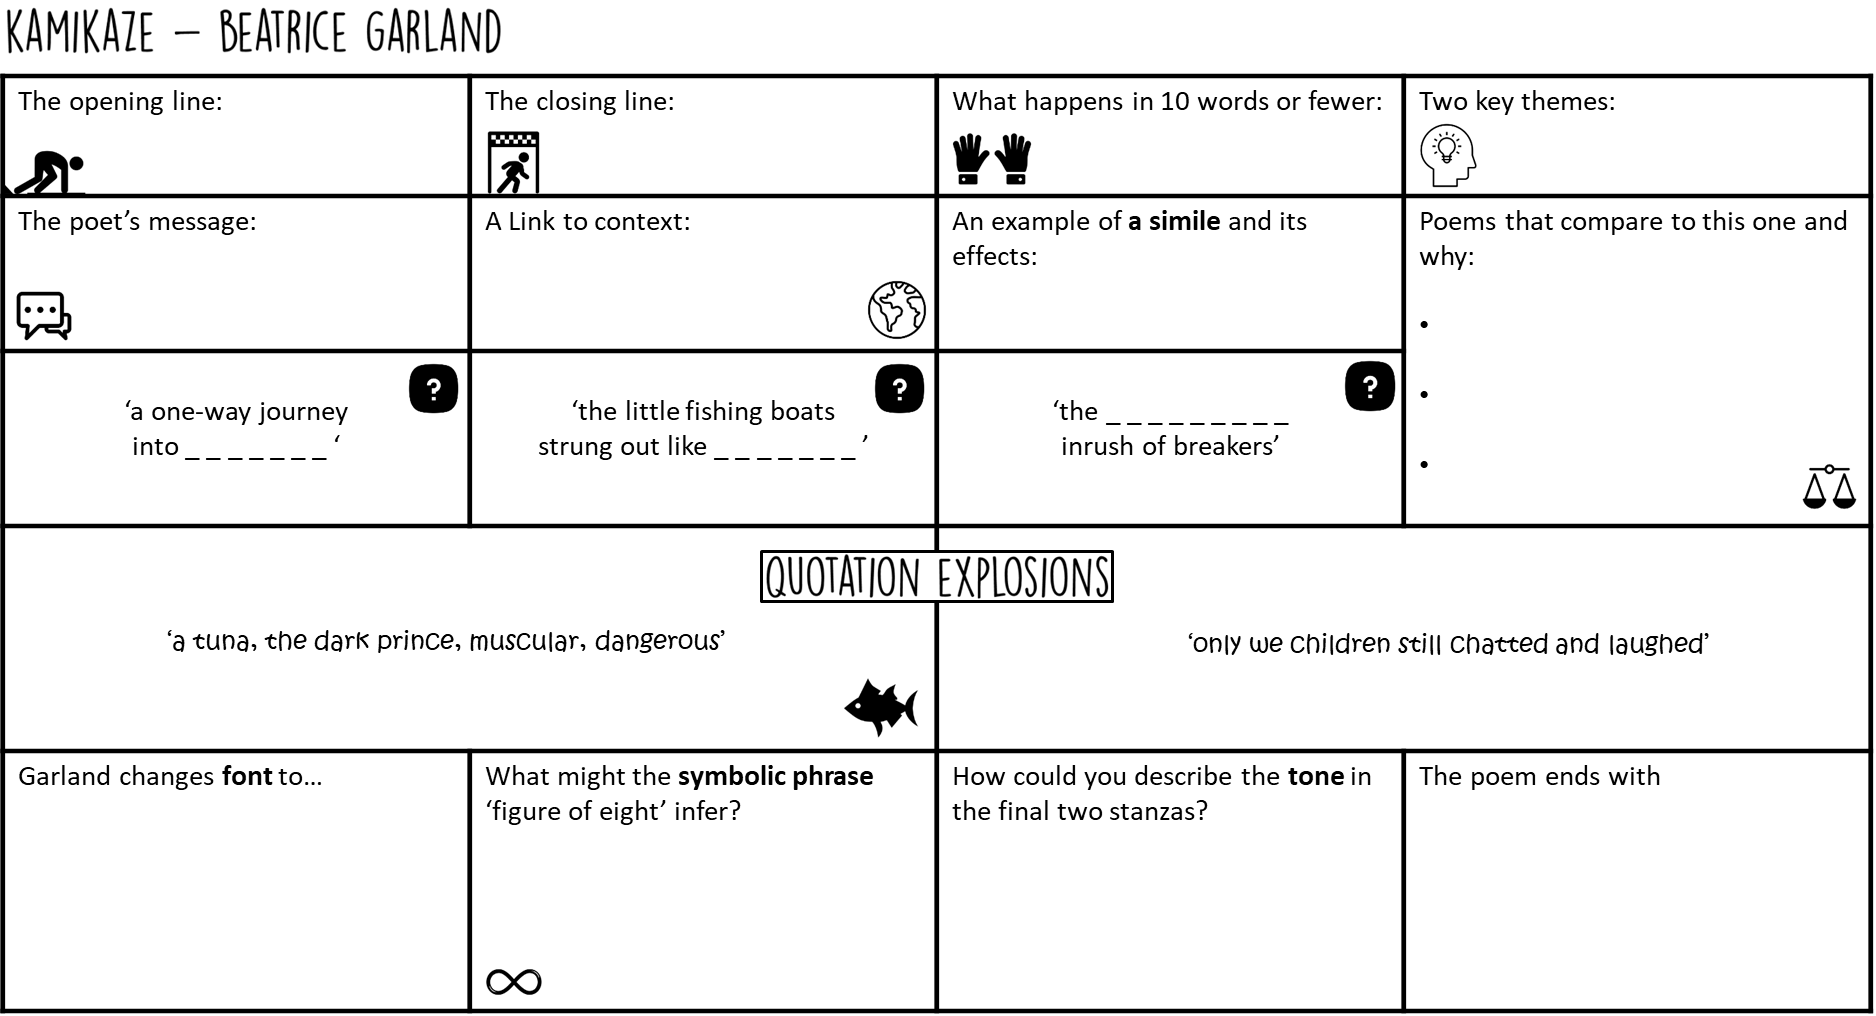 KAMIKAZE – BEATRICE GARLAND
The opening line:
The closing line:
What happens in 10 words or fewer:
Two key themes:
The poet’s message:
A Link to context:
An example of a simile and its
effects:
Poems that compare to this one and
why:
•
•
•
‘a one-way journey
into _ _ _ _ _ _ _ ‘
?
‘the little fishing boats
strung out like _ _ _ _ _ _ _ ’
?
‘the _ _ _ _ _ _ _ _ _
inrush of breakers’
?
QUOTATION EXPLOSIONS
‘a tuna, the dark prince, muscular, dangerous’
‘only we children still chatted and laughed’
Garland changes font to…
What might the symbolic phrase
‘figure of eight’ infer?
How could you describe the tone in
the final two stanzas?
The poem ends with